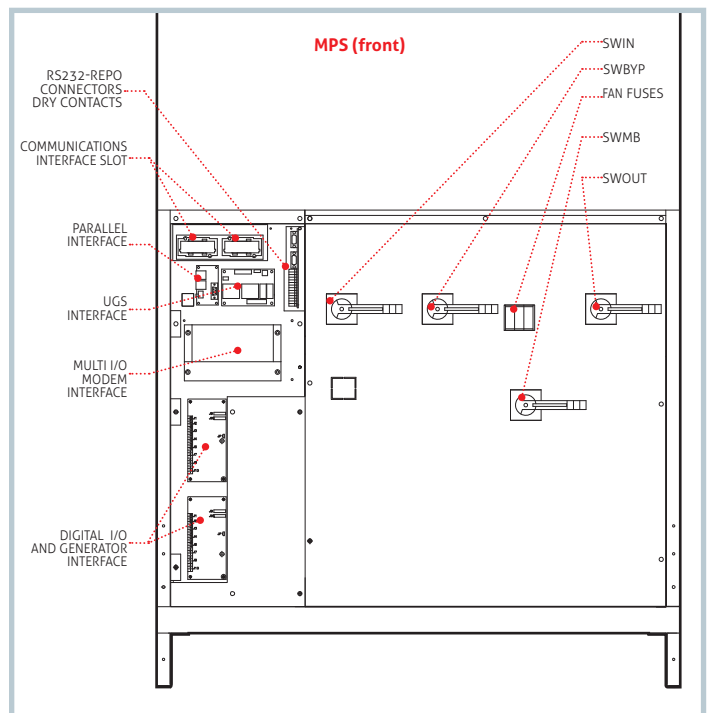 MPS (front)
RS232-REPO
CONNECTORS
DRY CONTACTS
COMMUNICATIONS
INTERFACE SLOT
PARALLEL
INTERFACE
UGS
INTERFACE
MULTI I/O
MODEM
INTERFACE
DIGITAL I/O
AND GENERATOR
INTERFACE
SWIN
SWBYP
FAN FUSES
SWMB
SWOUT